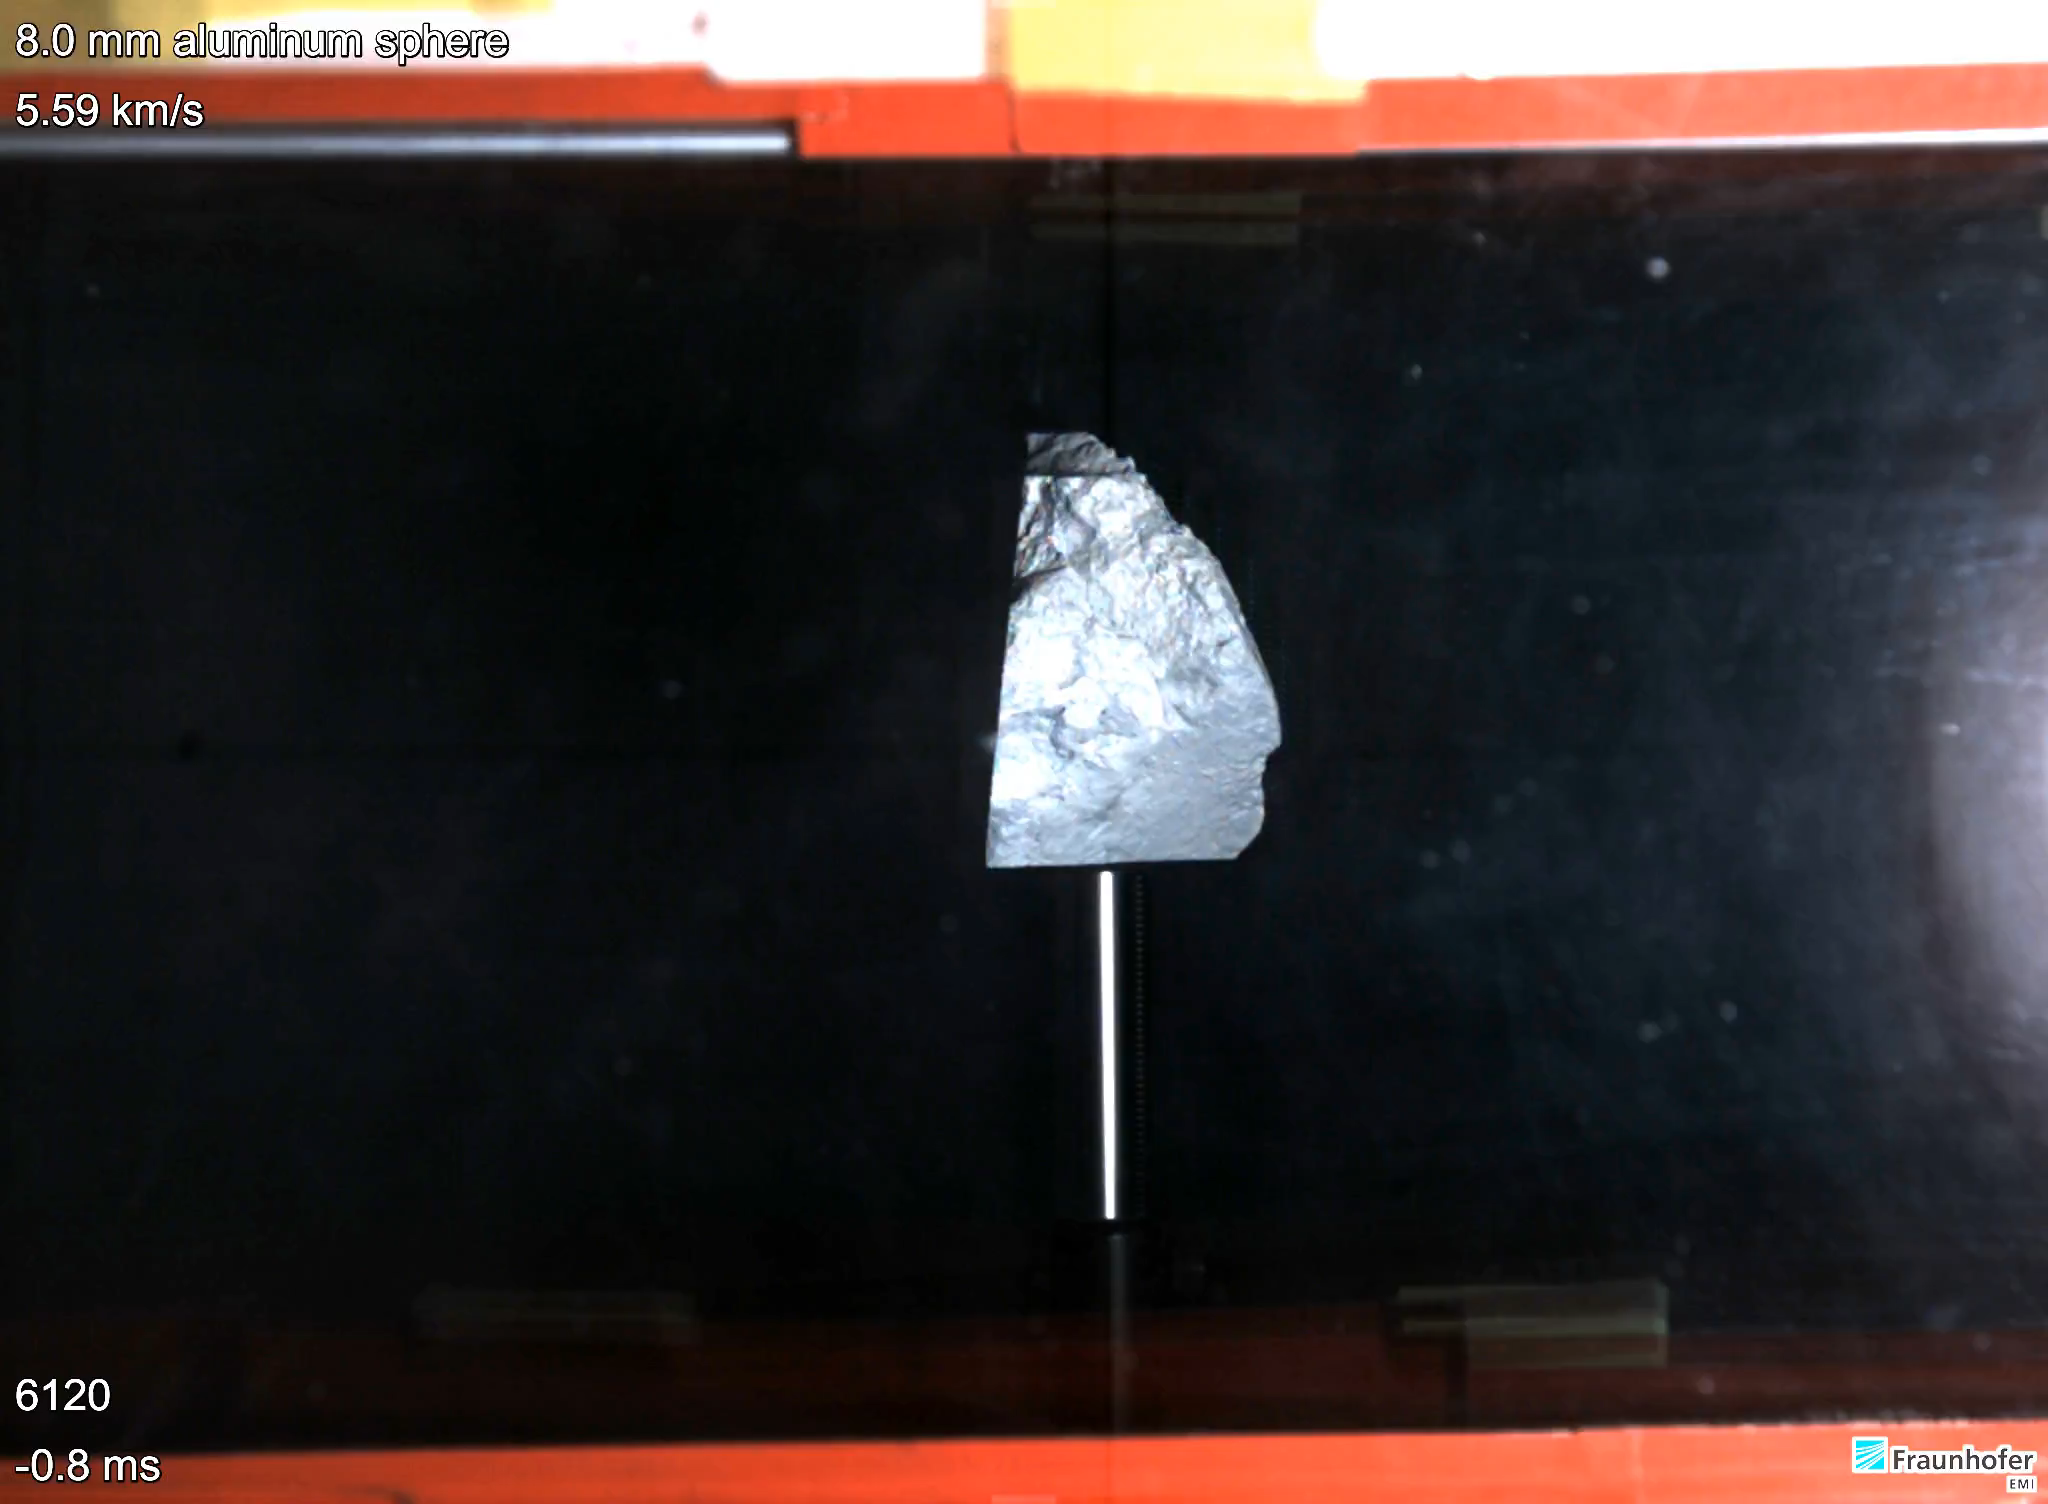 8.0 mm aluminum sphere
5.59 km/s
6120
-0.8 ms
Fraunhofer
EMI